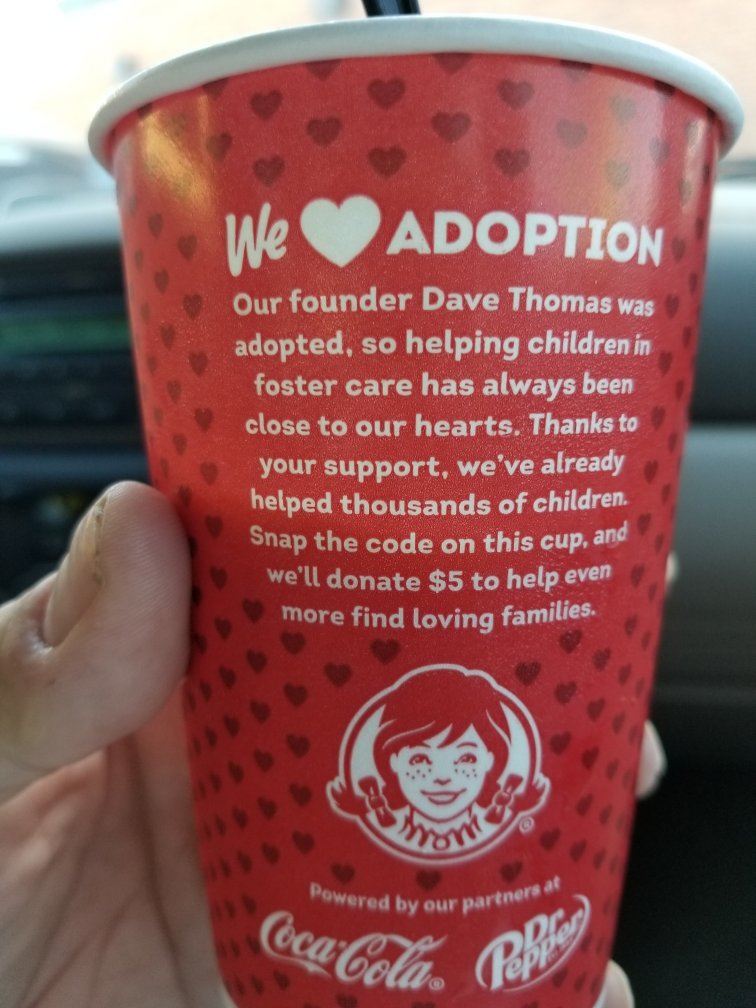 We ADOPTION
Our founder Dave Thomas was
adopted, so helping children in
foster care has always been
close to our hearts. Thanks to
your support, we've already
helped thousands of children.
Snap the code on this cup, and
we'll donate $5 to help even
more find loving families.
®
Powered by our partners at
Coca-Cola® Dr Pepper